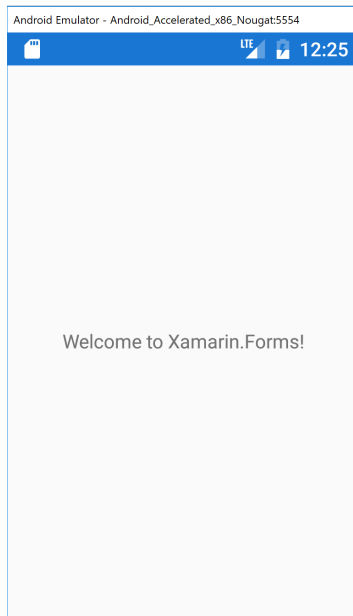 Android Emulator - Android_Accelerated_x86_Nougat:5554
LTE 12:25
Welcome to Xamarin.Forms!